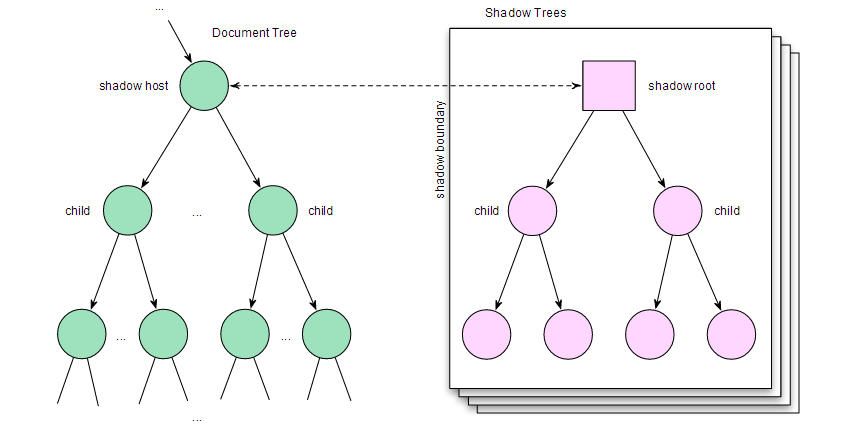 ...
Document Tree
Shadow Trees
shadow host
shadow root
shadow boundary
child
...
child
child
child
...
...
...